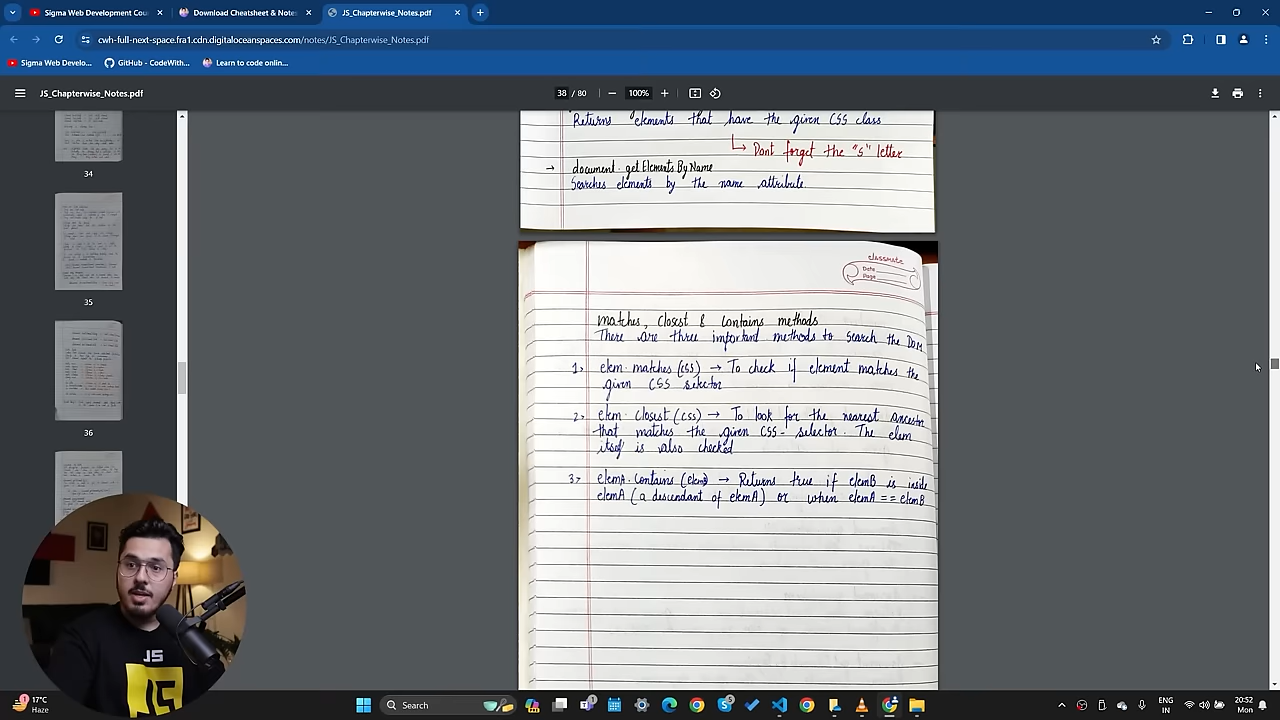 Sigma Web Development Cou
Download Cheatsheet & Notes
JS_Chapterwise_Notes.pdf
cwh-full-next-space.fra1.cdn.digitaloceanspaces.com/notes/JS_Chapterwise_Notes.pdf
Sigma Web Develo...
GitHub - CodeWith...
Learn to code onlin...
JS_Chapterwise_Notes.pdf
38 / 80
100%
34
35
36
Returns elements that have the given CSS class
Dont forget the "s" letter
document.getElementsByName
Searches elements by the name attribute.
classmate
Date
Page
matches, closest & contains methods
There are three important methods to search the Dom
1> elem.matches (css) → To check if element matches the
given CSS selector
2> elem.closest (css) → To look for the nearest ancestor
that matches the given CSS-selector. The elem
itself is also checked
3> elemA.contains (elemB) → Returns true if elemB is inside
elemA (a descendant of elemA) or when elemA == elemB
JS
17°C
Haze
Search
ENG
IN
20:52
Mon